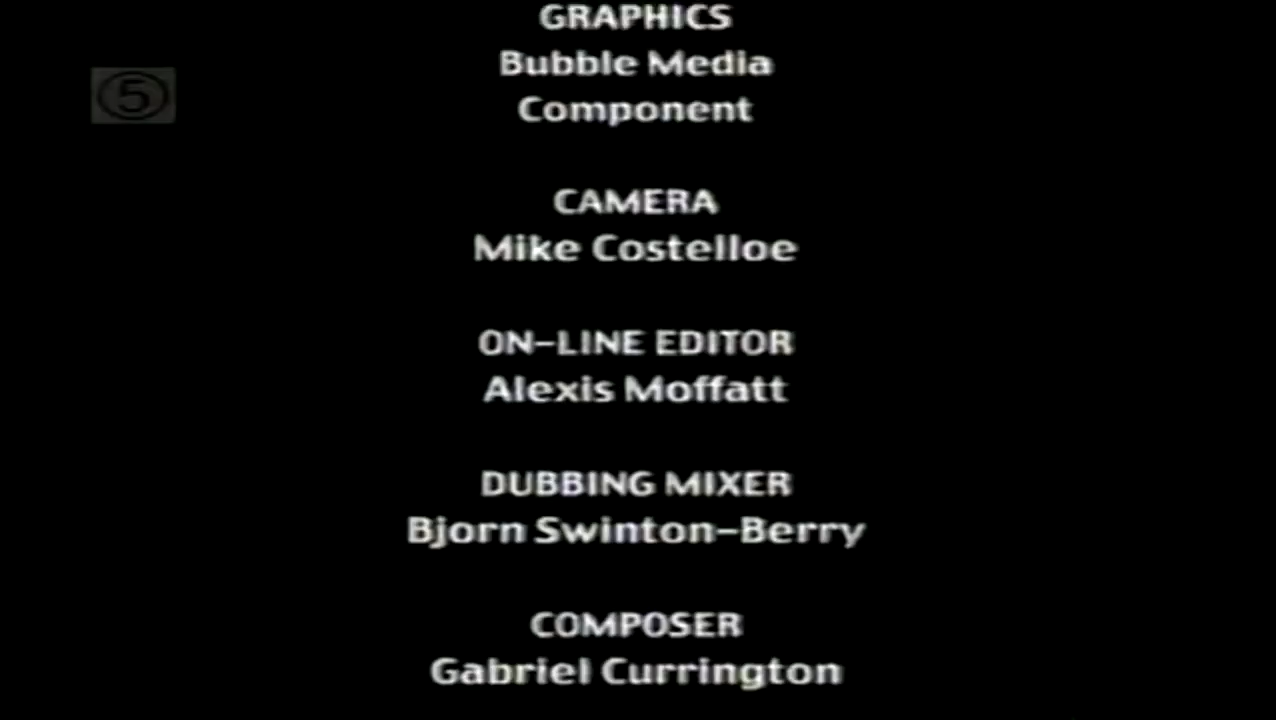 GRAPHICS
Bubble Media
Component
5
CAMERA
Mike Costelloe
ON-LINE EDITOR
Alexis Moffatt
DUBBING MIXER
Bjorn Swinton-Berry
COMPOSER
Gabriel Currington